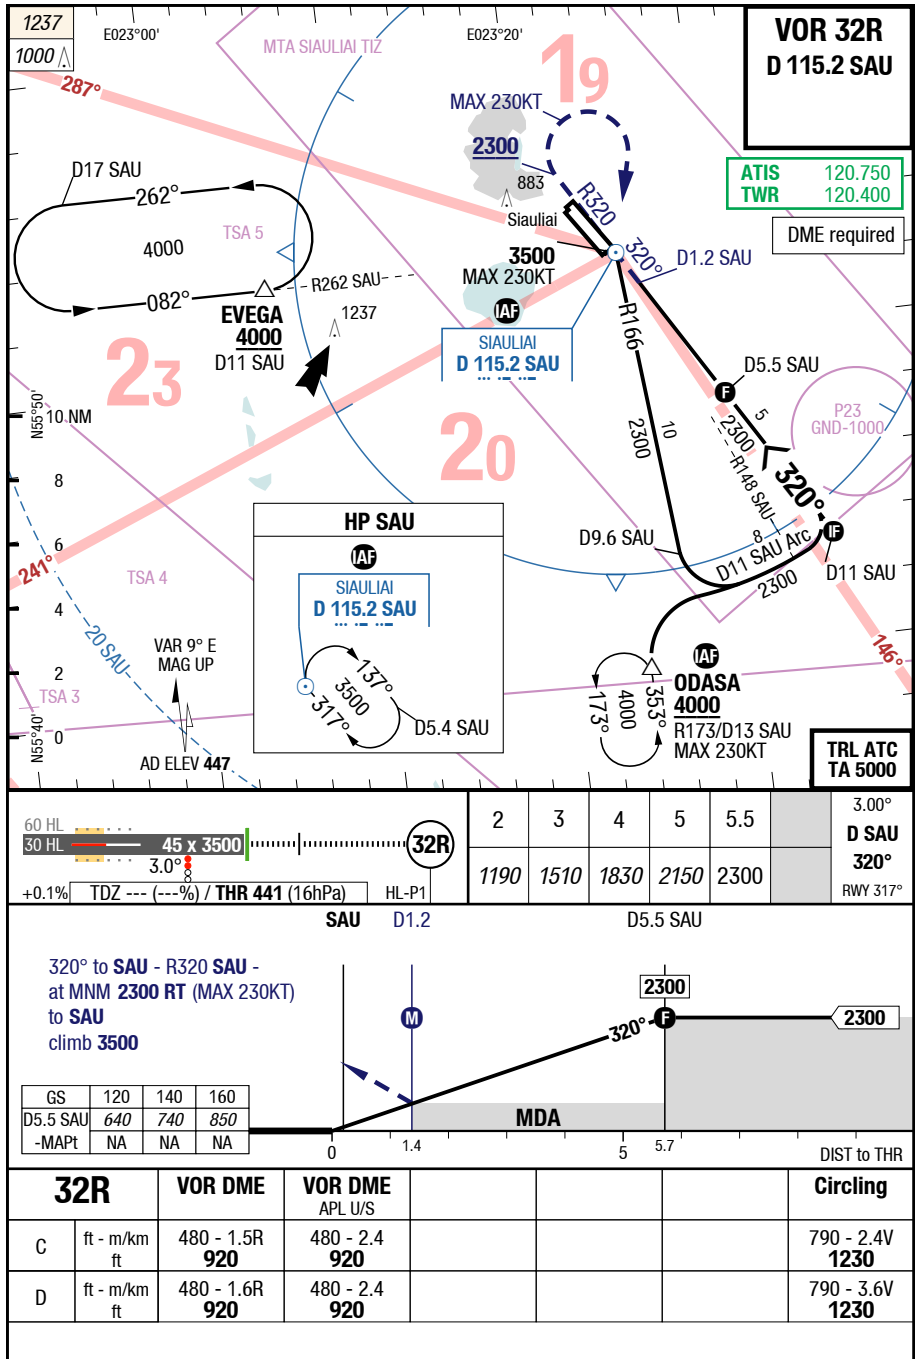 1237
1000
E023°00'
E023°20'
MTA SIAULIAI TIZ
VOR 32R
D 115.2 SAU
19
287°
MAX 230KT
2300
ATIS 120.750
TWR 120.400
DME required
D17 SAU
262°
TSA 5
4000
883
Siauliai
R320
320°
D1.2 SAU
3500
MAX 230KT
IAF
R262 SAU
082°
EVEGA
4000
D11 SAU
1237
SIAULIAI
D 115.2 SAU
R166
D5.5 SAU
F
23
P23
GND-1000
N55°50'
10 NM
20
10
2300
5
2300
R148 SAU
320°
8
8
HP SAU
IAF
D9.6 SAU
IF
6
D11 SAU Arc
D11 SAU
2300
241°
TSA 4
SIAULIAI
D 115.2 SAU
4
20 SAU
VAR 9° E
MAG UP
137°
3500
317°
D5.4 SAU
146°
IAF
2
ODASA
4000
R173/D13 SAU
MAX 230KT
173°
4000
353°
TSA 3
N55°40'
0
AD ELEV 447
TRL ATC
TA 5000
60 HL
30 HL
45 x 3500
32R
3.0°
+0.1%
TDZ --- (---%) / THR 441 (16hPa)
HL-P1
2 3 4 5 5.5
1190 1510 1830 2150 2300
3.00°
D SAU
320°
RWY 317°
SAU D1.2 D5.5 SAU
320° to SAU - R320 SAU -
at MNM 2300 RT (MAX 230KT)
to SAU
climb 3500
M
2300
F
320°
2300
GS 120 140 160
D5.5 SAU 640 740 850
-MAPt NA NA NA
MDA
0 1.4 5 5.7 DIST to THR
32R VOR DME VOR DME Circling
APL U/S
C ft - m/km 480 - 1.5R 480 - 2.4 790 - 2.4V
ft 920 920 1230
D ft - m/km 480 - 1.6R 480 - 2.4 790 - 3.6V
ft 920 920 1230